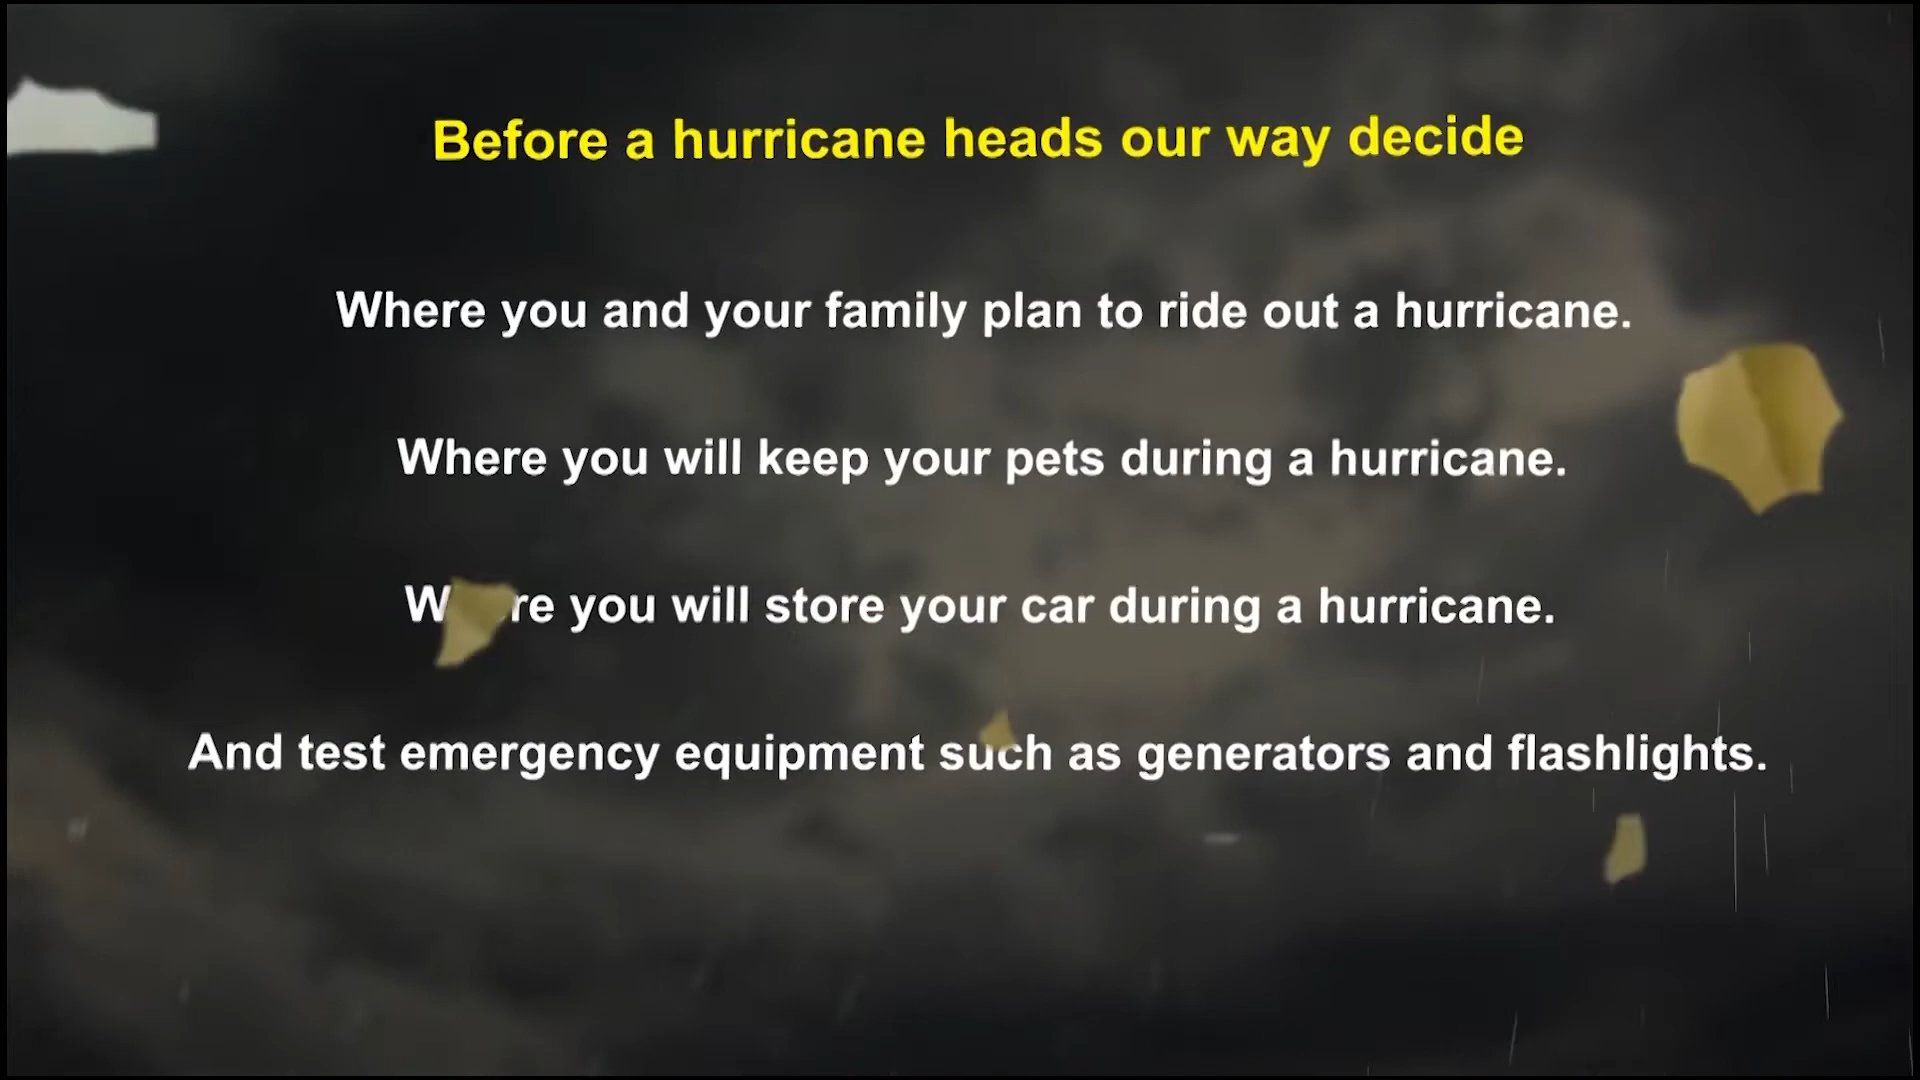 Before a hurricane heads our way decide
Where you and your family plan to ride out a hurricane.
Where you will keep your pets during a hurricane.
Where you will store your car during a hurricane.
And test emergency equipment such as generators and flashlights.